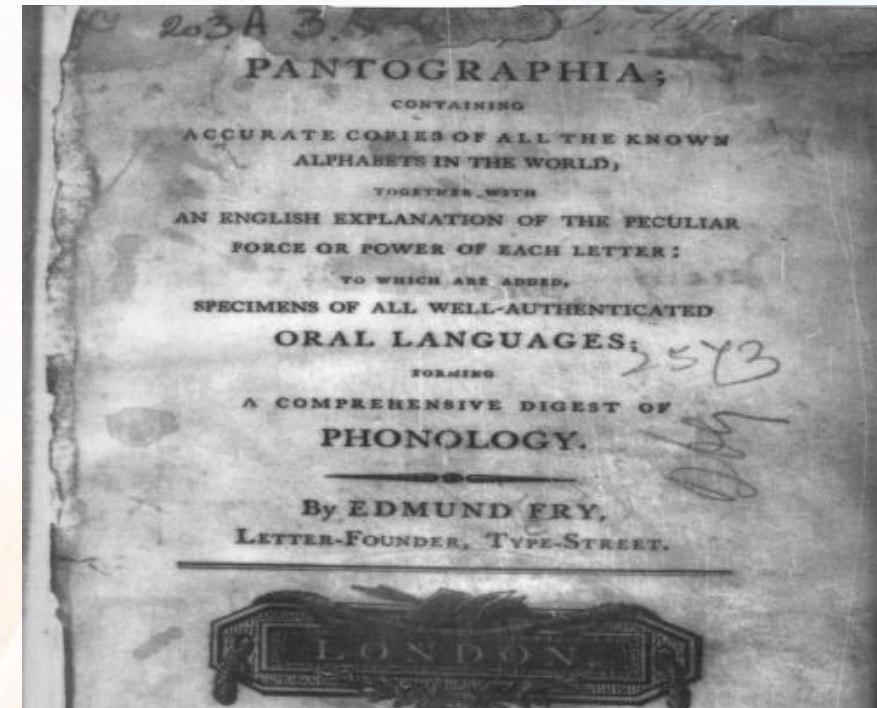 203 A 3.
PANTOGRAPHIA;
CONTAINING
ACCURATE COPIES OF ALL THE KNOWN
ALPHABETS IN THE WORLD;
TOGETHER WITH
AN ENGLISH EXPLANATION OF THE PECULIAR
FORCE OR POWER OF EACH LETTER:
TO WHICH ARE ADDED,
SPECIMENS OF ALL WELL-AUTHENTICATED
ORAL LANGUAGES;
2573
FORMING
A COMPREHENSIVE DIGEST OF
PHONOLOGY.
By EDMUND FRY,
LETTER-FOUNDER, TYPE-STREET.
LONDON.